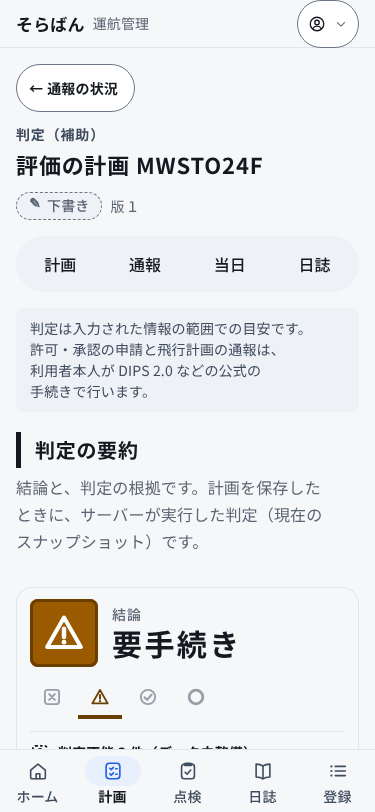 そらばん 運航管理
← 通報の状況
判定（補助）
評価の計画 MWSTO24F
下書き 版 1
計画 通報 当日 日誌
判定は入力された情報の範囲での目安です。
許可・承認の申請と飛行計画の通報は、
利用者本人が DIPS 2.0 などの公式の
手続きで行います。
判定の要約
結論と、判定の根拠です。計画を保存した
ときに、サーバーが実行した判定（現在の
スナップショット）です。
結論
要手続き
ホーム 計画 点検 日誌 登録